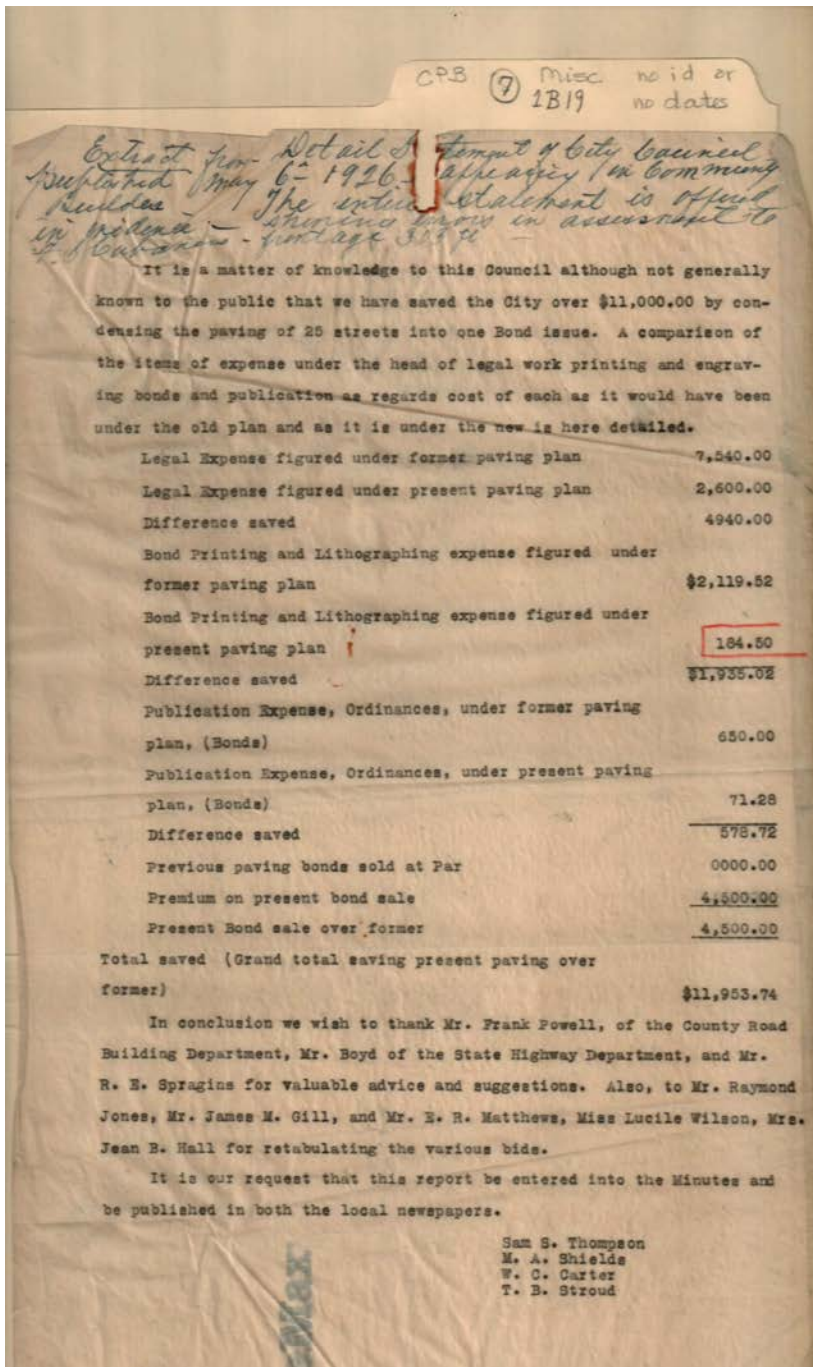 CPB 7 Misc no id or
2B19 no dates
Extract from Detail Statement of City Council
published May 6th 1926 - appearing in Community
Builder - The entire Statement is offered
in evidence - showing errors in assessment to
frontage
It is a matter of knowledge to this Council although not generally
known to the public that we have saved the City over $11,000.00 by con-
densing the paving of 25 streets into one Bond issue. A comparison of
the items of expense under the head of legal work printing and engrav-
ing bonds and publication as regards cost of each as it would have been
under the old plan and as it is under the new is here detailed.
Legal Expense figured under former paving plan 7,540.00
Legal Expense figured under present paving plan 2,600.00
Difference saved 4940.00
Bond Printing and Lithographing expense figured under
former paving plan $2,119.52
Bond Printing and Lithographing expense figured under
present paving plan 184.50
Difference saved $1,935.02
Publication Expense, Ordinances, under former paving
plan, (Bonds) 650.00
Publication Expense, Ordinances, under present paving
plan, (Bonds) 71.28
Difference saved 578.72
Previous paving bonds sold at Par 0000.00
Premium on present bond sale 4,500.00
Present Bond sale over former 4,500.00
Total saved (Grand total saving present paving over
former) $11,953.74
In conclusion we wish to thank Mr. Frank Powell, of the County Road
Building Department, Mr. Boyd of the State Highway Department, and Mr.
R. E. Spragins for valuable advice and suggestions. Also, to Mr. Raymond
Jones, Mr. James M. Gill, and Mr. E. R. Matthews, Miss Lucile Wilson, Mrs.
Jean B. Hall for retabulating the various bids.
It is our request that this report be entered into the Minutes and
be published in both the local newspapers.
Sam S. Thompson
M. A. Shields
W. C. Carter
T. B. Stroud